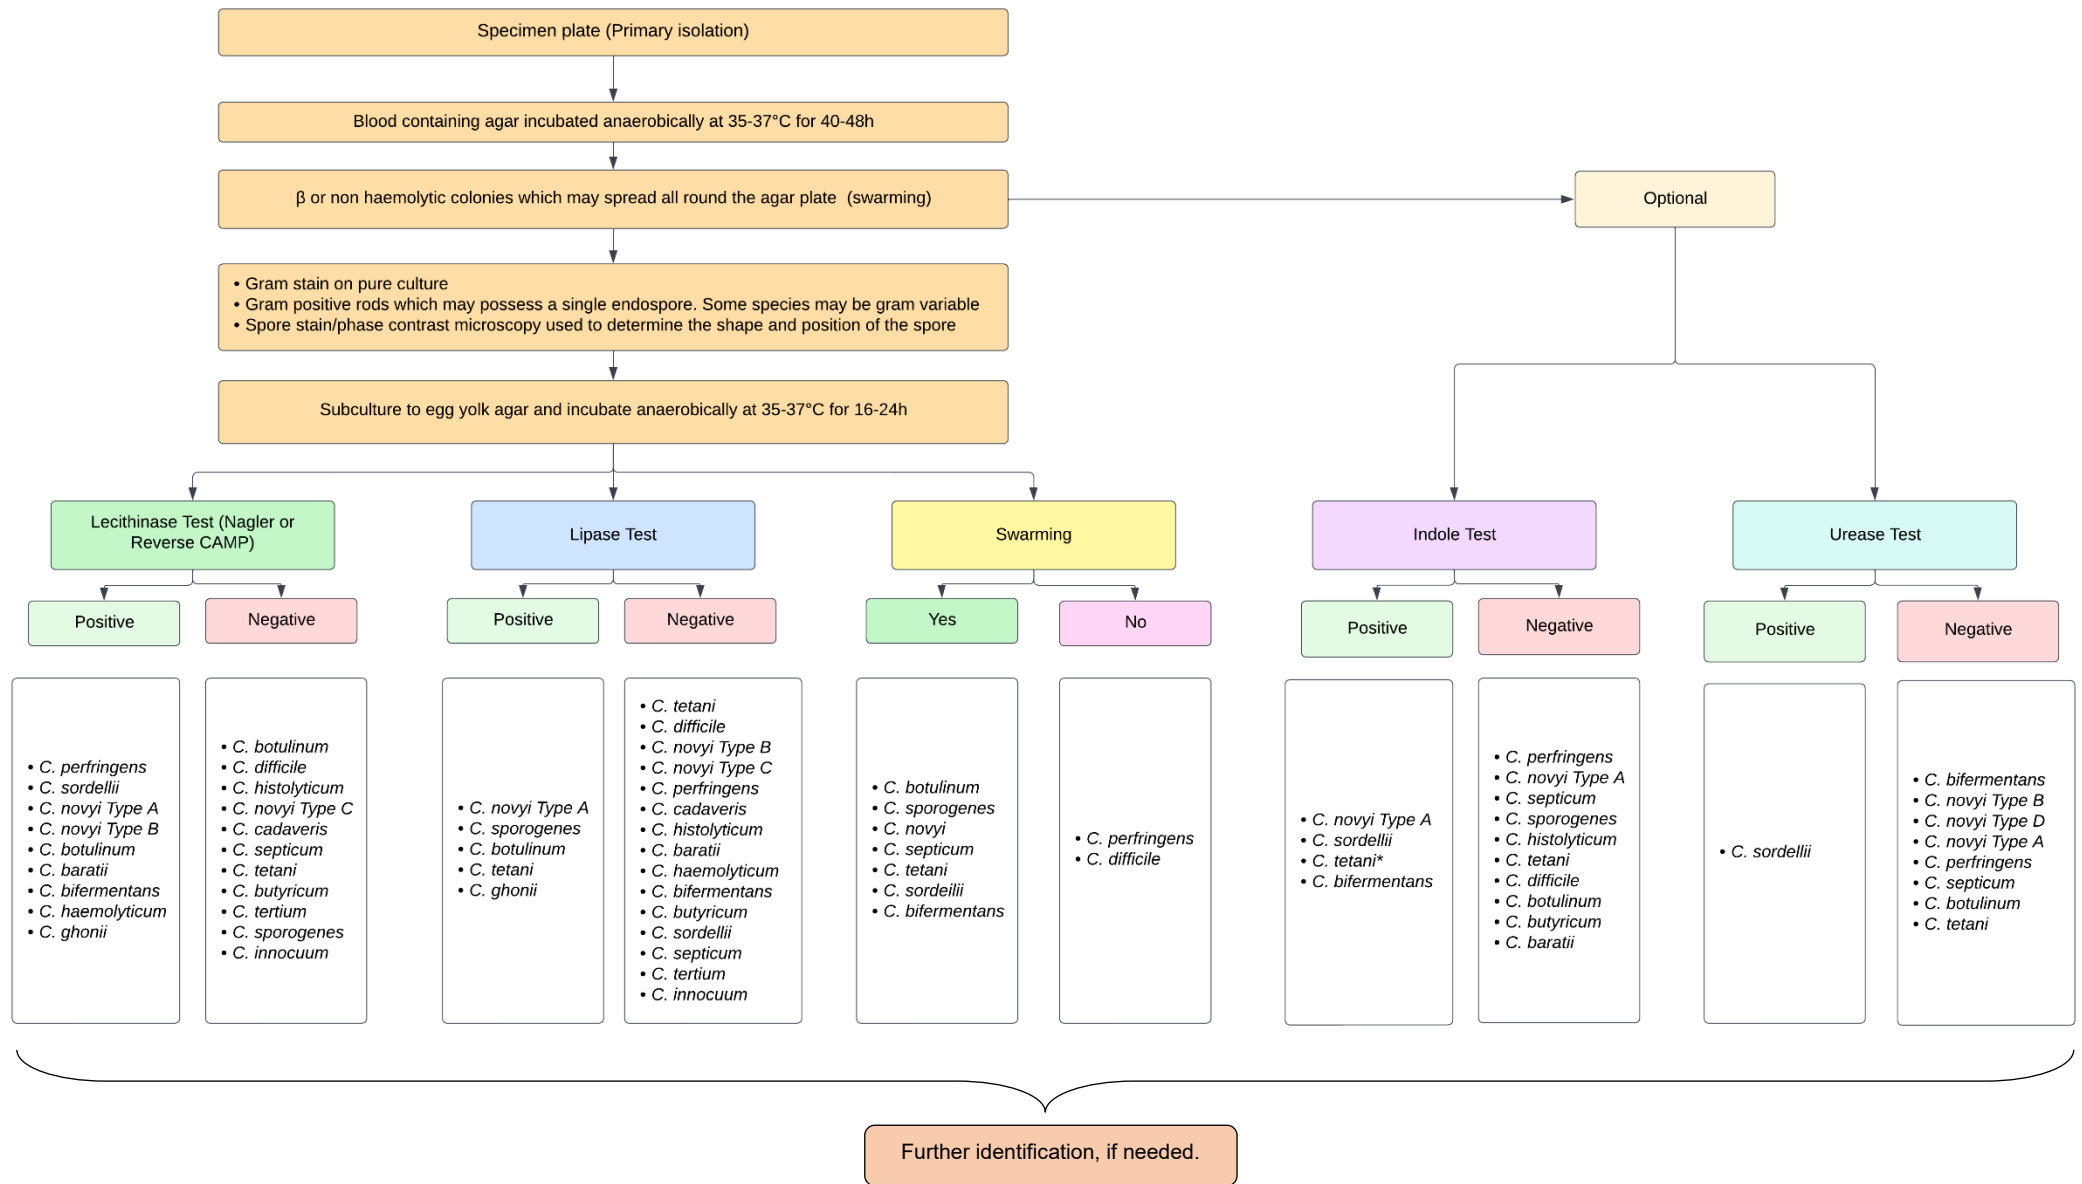 Specimen plate (Primary isolation)
Blood containing agar incubated anaerobically at 35-37°C for 40-48h
β or non haemolytic colonies which may spread all round the agar plate  (swarming)
Optional
• Gram stain on pure culture
• Gram positive rods which may possess a single endospore. Some species may be gram variable
• Spore stain/phase contrast microscopy used to determine the shape and position of the spore
Subculture to egg yolk agar and incubate anaerobically at 35-37°C for 16-24h
Lecithinase Test (Nagler or
Reverse CAMP)
Lipase Test
Swarming
Indole Test
Urease Test
Positive
Negative
Positive
Negative
Yes
No
Positive
Negative
Positive
Negative
• C. perfringens
• C. sordellii
• C. novyi Type A
• C. novyi Type B
• C. botulinum
• C. baratii
• C. bifermentans
• C. haemolyticum
• C. ghonii
• C. botulinum
• C. difficile
• C. histolyticum
• C. novyi Type C
• C. cadaveris
• C. septicum
• C. tetani
• C. butyricum
• C. tertium
• C. sporogenes
• C. innocuum
• C. novyi Type A
• C. sporogenes
• C. botulinum
• C. tetani
• C. ghonii
• C. tetani
• C. difficile
• C. novyi Type B
• C. novyi Type C
• C. perfringens
• C. cadaveris
• C. histolyticum
• C. baratii
• C. haemolyticum
• C. bifermentans
• C. butyricum
• C. sordellii
• C. septicum
• C. tertium
• C. innocuum
• C. botulinum
• C. sporogenes
• C. novyi
• C. septicum
• C. tetani
• C. sordeilii
• C. bifermentans
• C. perfringens
• C. difficile
• C. novyi Type A
• C. sordellii
• C. tetani*
• C. bifermentans
• C. perfringens
• C. novyi Type A
• C. septicum
• C. sporogenes
• C. histolyticum
• C. tetani
• C. difficile
• C. botulinum
• C. butyricum
• C. baratii
• C. sordellii
• C. bifermentans
• C. novyi Type B
• C. novyi Type D
• C. novyi Type A
• C. perfringens
• C. septicum
• C. botulinum
• C. tetani
Further identification, if needed.